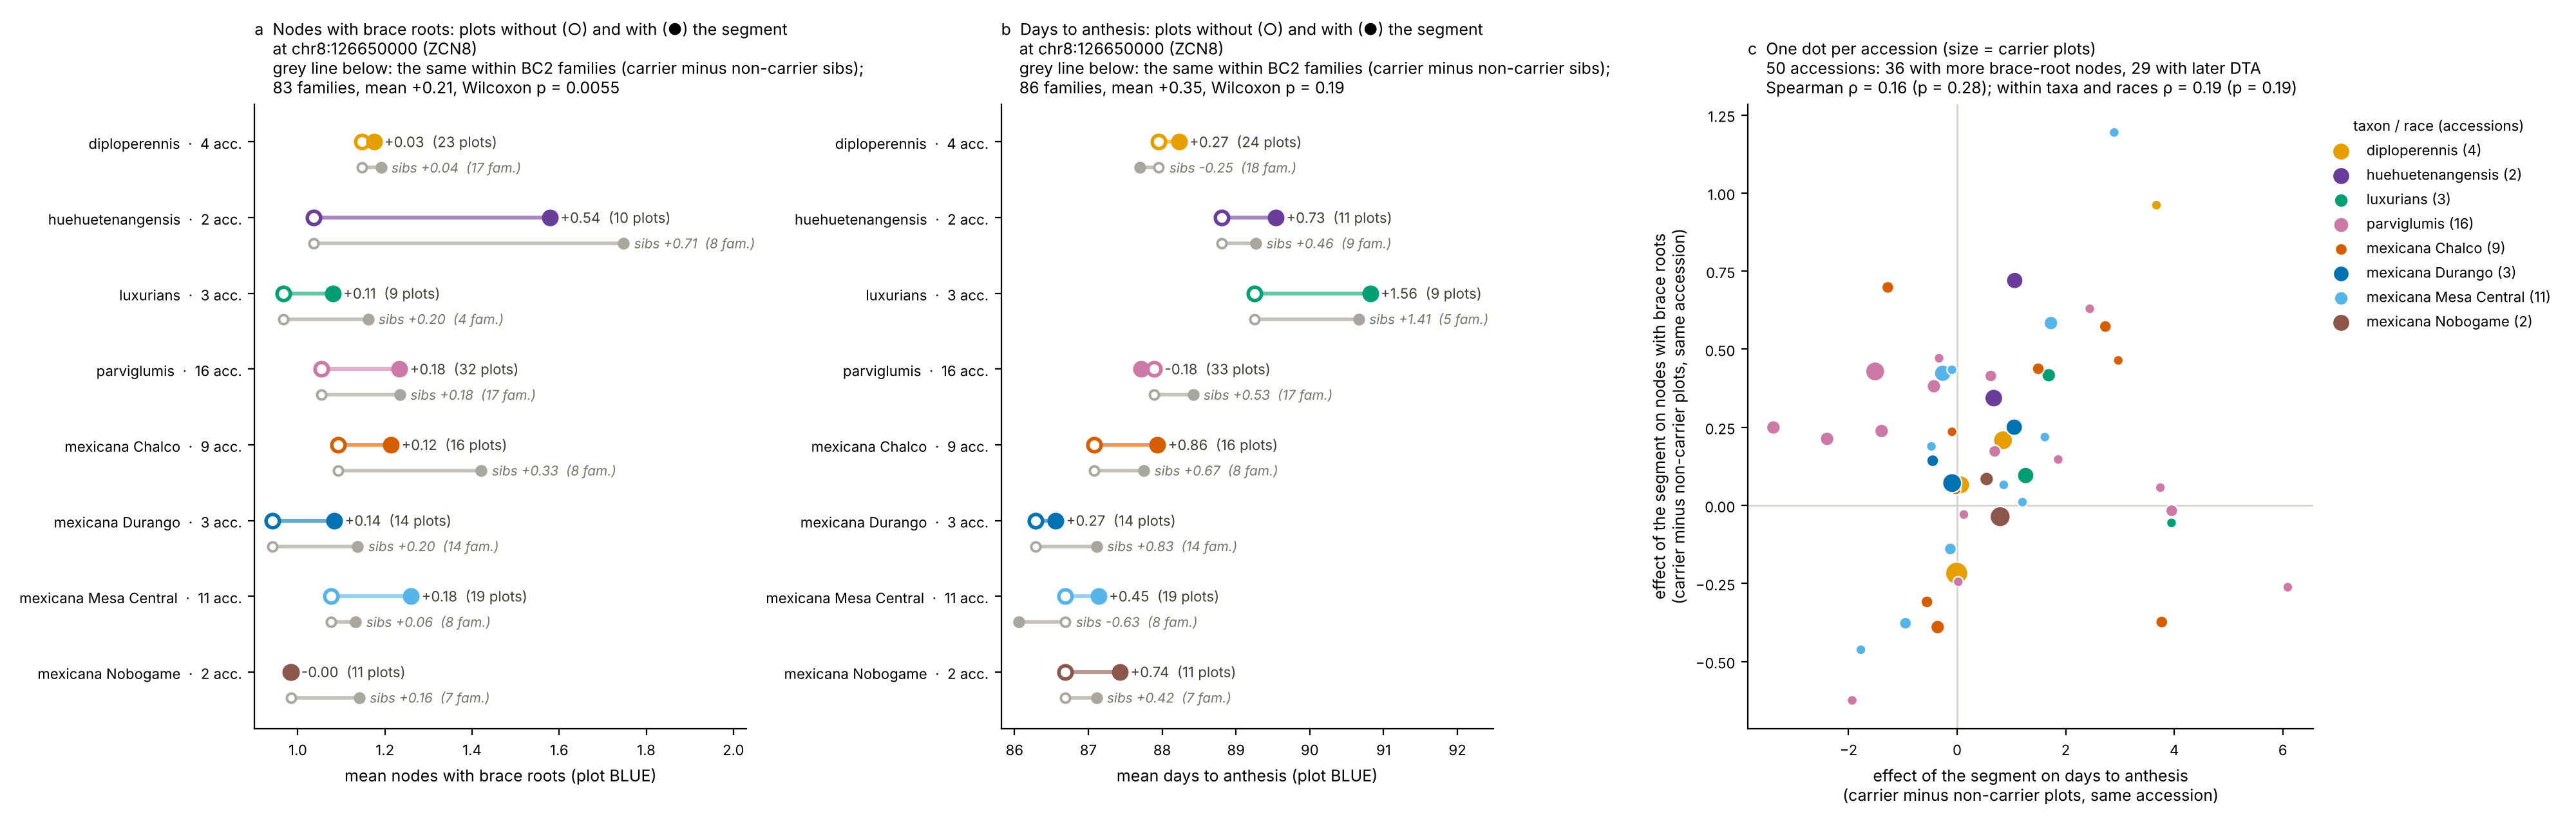 a Nodes with brace roots: plots without (○) and with (●) the segment
at chr8:126650000 (ZCN8)
grey line below: the same within BC2 families (carrier minus non-carrier sibs);
83 families, mean +0.21, Wilcoxon p = 0.0055
diploperennis · 4 acc.
+0.03 (23 plots)
sibs +0.04 (17 fam.)
huehuetenangensis · 2 acc.
+0.54 (10 plots)
sibs +0.71 (8 fam.)
luxurians · 3 acc.
+0.11 (9 plots)
sibs +0.20 (4 fam.)
parviglumis · 16 acc.
+0.18 (32 plots)
sibs +0.18 (17 fam.)
mexicana Chalco · 9 acc.
+0.12 (16 plots)
sibs +0.33 (8 fam.)
mexicana Durango · 3 acc.
+0.14 (14 plots)
sibs +0.20 (14 fam.)
mexicana Mesa Central · 11 acc.
+0.18 (19 plots)
sibs +0.06 (8 fam.)
mexicana Nobogame · 2 acc.
-0.00 (11 plots)
sibs +0.16 (7 fam.)
1.0 1.2 1.4 1.6 1.8 2.0
mean nodes with brace roots (plot BLUE)
b Days to anthesis: plots without (○) and with (●) the segment
at chr8:126650000 (ZCN8)
grey line below: the same within BC2 families (carrier minus non-carrier sibs);
86 families, mean +0.35, Wilcoxon p = 0.19
diploperennis · 4 acc.
+0.27 (24 plots)
sibs -0.25 (18 fam.)
huehuetenangensis · 2 acc.
+0.73 (11 plots)
sibs +0.46 (9 fam.)
luxurians · 3 acc.
+1.56 (9 plots)
sibs +1.41 (5 fam.)
parviglumis · 16 acc.
-0.18 (33 plots)
sibs +0.53 (17 fam.)
mexicana Chalco · 9 acc.
+0.86 (16 plots)
sibs +0.67 (8 fam.)
mexicana Durango · 3 acc.
+0.27 (14 plots)
sibs +0.83 (14 fam.)
mexicana Mesa Central · 11 acc.
+0.45 (19 plots)
sibs -0.63 (8 fam.)
mexicana Nobogame · 2 acc.
+0.74 (11 plots)
sibs +0.42 (7 fam.)
86 87 88 89 90 91 92
mean days to anthesis (plot BLUE)
c One dot per accession (size = carrier plots)
50 accessions: 36 with more brace-root nodes, 29 with later DTA
Spearman ρ = 0.16 (p = 0.28); within taxa and races ρ = 0.19 (p = 0.19)
effect of the segment on nodes with brace roots
(carrier minus non-carrier plots, same accession)
1.25
1.00
0.75
0.50
0.25
0.00
−0.25
−0.50
−2 0 2 4 6
effect of the segment on days to anthesis
(carrier minus non-carrier plots, same accession)
taxon / race (accessions)
diploperennis (4)
huehuetenangensis (2)
luxurians (3)
parviglumis (16)
mexicana Chalco (9)
mexicana Durango (3)
mexicana Mesa Central (11)
mexicana Nobogame (2)